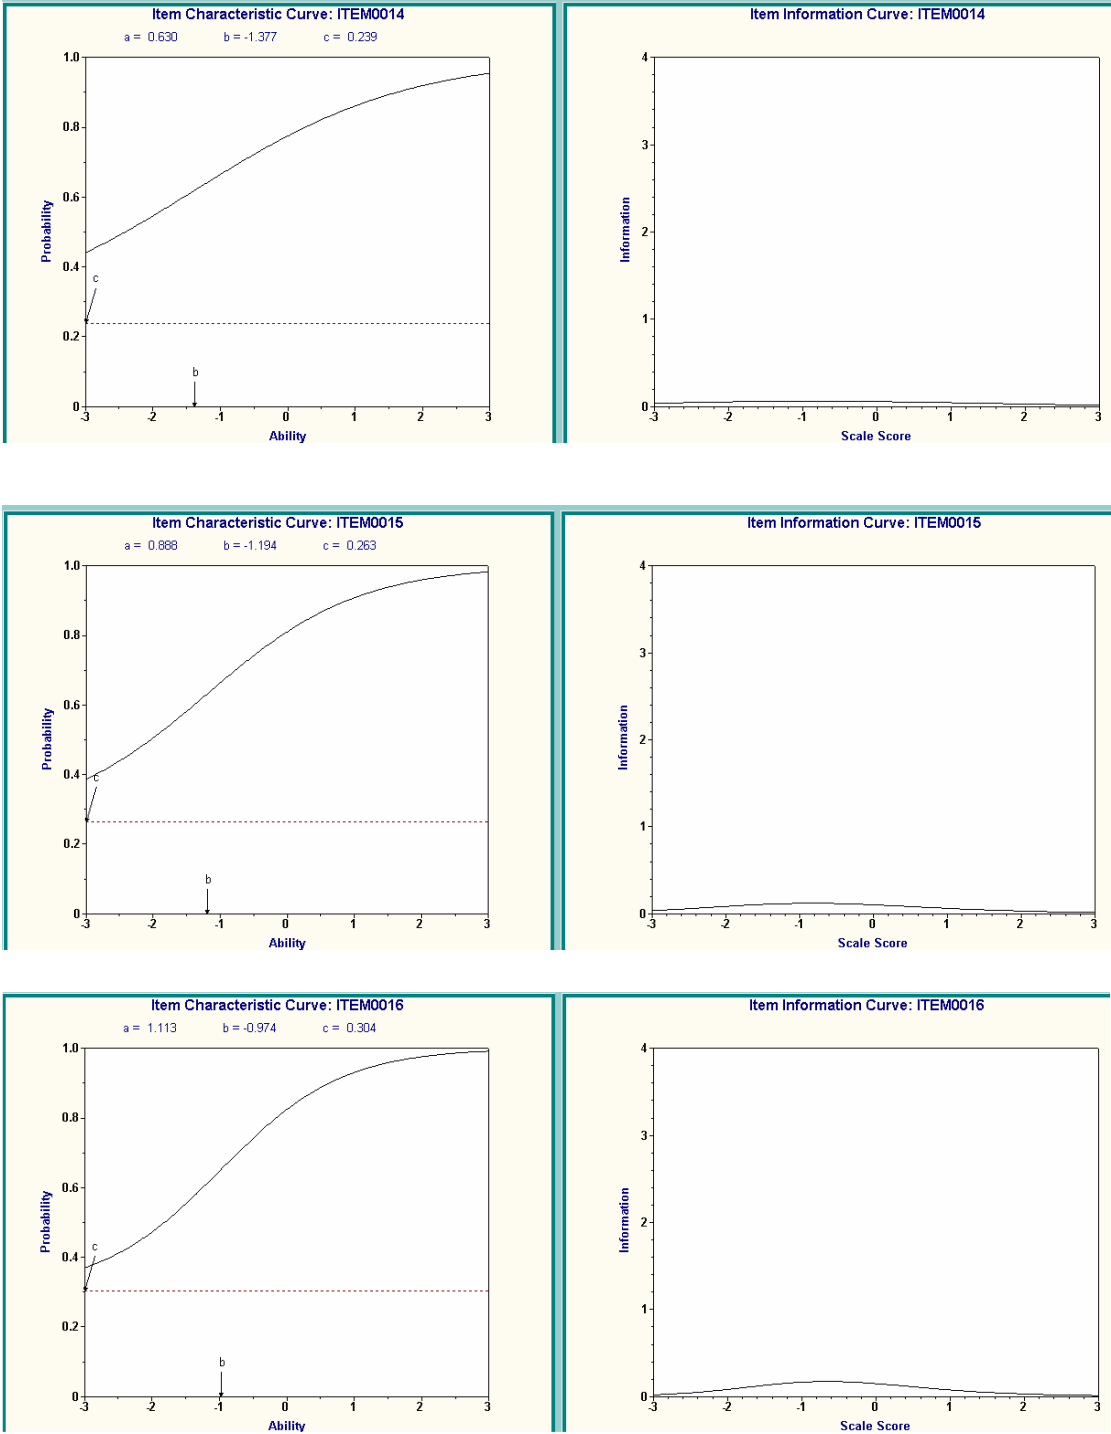 Item Characteristic Curve: ITEM0014
a = 0.630 b = -1.377 c = 0.239
1.0
0.8
0.6
0.4
0.2
0
Probability
c
b
-3 -2 -1 0 1 2 3
Ability
Item Information Curve: ITEM0014
4
3
2
1
0
Information
-3 -2 -1 0 1 2 3
Scale Score
Item Characteristic Curve: ITEM0015
a = 0.888 b = -1.194 c = 0.263
1.0
0.8
0.6
0.4
0.2
0
Probability
c
b
-3 -2 -1 0 1 2 3
Ability
Item Information Curve: ITEM0015
4
3
2
1
0
Information
-3 -2 -1 0 1 2 3
Scale Score
Item Characteristic Curve: ITEM0016
a = 1.113 b = -0.974 c = 0.304
1.0
0.8
0.6
0.4
0.2
0
Probability
c
b
-3 -2 -1 0 1 2 3
Ability
Item Information Curve: ITEM0016
4
3
2
1
0
Information
-3 -2 -1 0 1 2 3
Scale Score